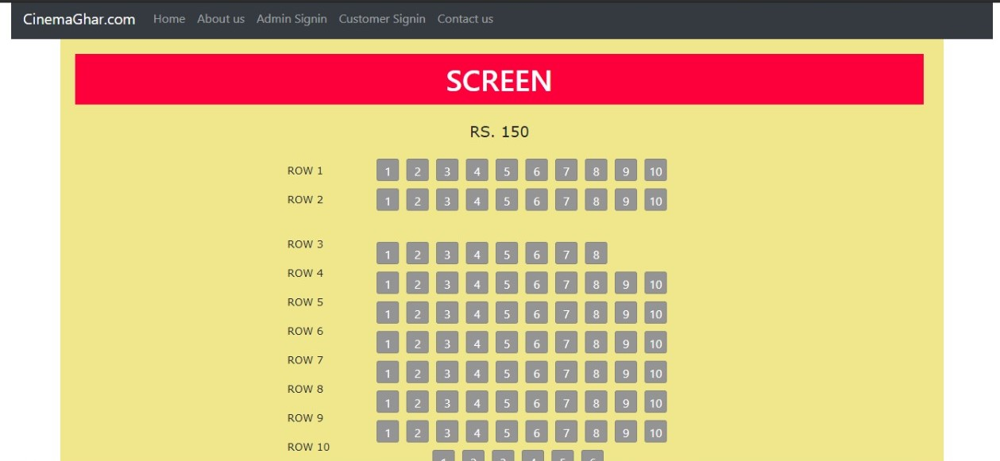 CinemaGhar.com Home About us Admin Signin Customer Signin Contact us
SCREEN
RS. 150
ROW 1 1 2 3 4 5 6 7 8 9 10
ROW 2 1 2 3 4 5 6 7 8 9 10
ROW 3 1 2 3 4 5 6 7 8
ROW 4 1 2 3 4 5 6 7 8 9 10
ROW 5 1 2 3 4 5 6 7 8 9 10
ROW 6 1 2 3 4 5 6 7 8 9 10
ROW 7 1 2 3 4 5 6 7 8 9 10
ROW 8 1 2 3 4 5 6 7 8 9 10
ROW 9 1 2 3 4 5 6 7 8 9 10
ROW 10 1 2 3 4 5 6